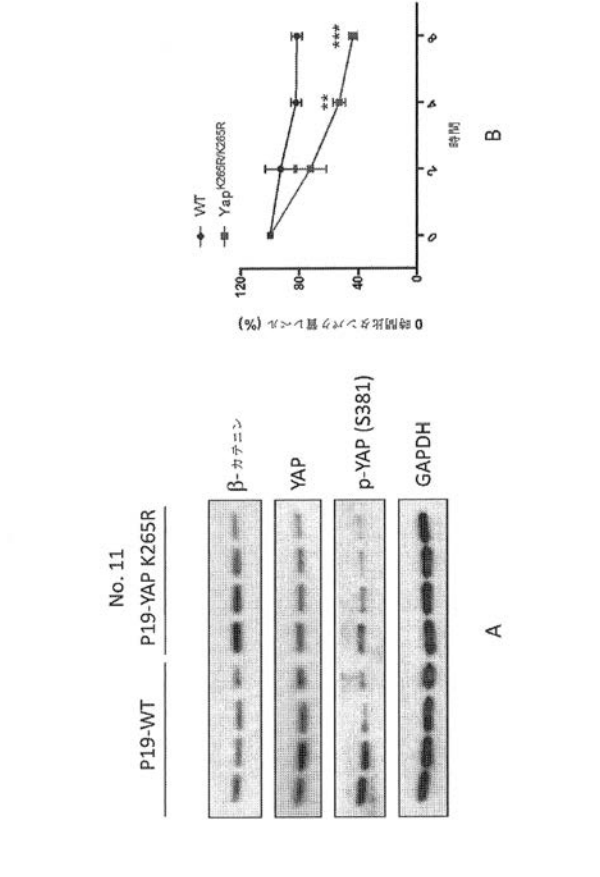 No. 11
P19-WT
P19-YAP K265R
β-カテニン
YAP
p-YAP (S381)
GAPDH
A
WT
Yap K265R/K265R
0 時間比タンパク質レベル (%)
120
80
40
0
** ***
0 2 4 8
時間
B